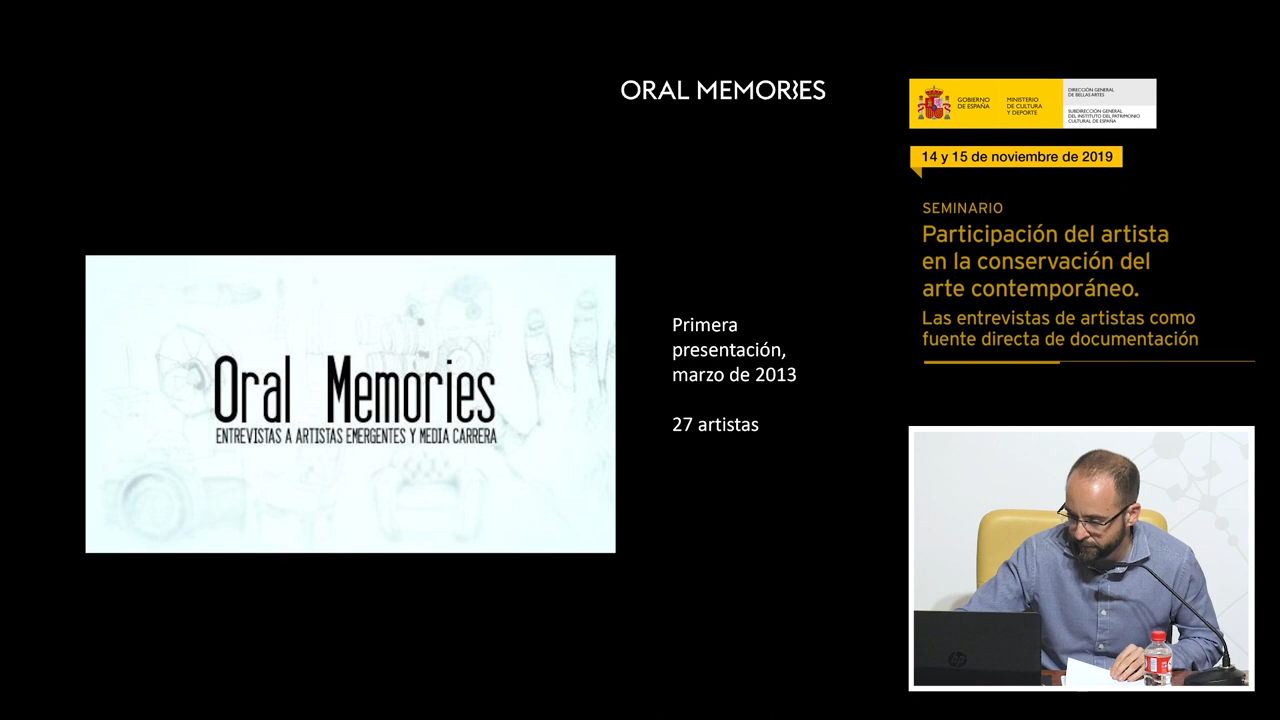 ORAL MEMORIES
GOBIERNO
DE ESPAÑA
MINISTERIO
DE CULTURA
Y DEPORTE
DIRECCIÓN GENERAL
DE BELLAS ARTES
SUBDIRECCIÓN GENERAL
DEL INSTITUTO DEL PATRIMONIO
CULTURAL DE ESPAÑA
14 y 15 de noviembre de 2019
SEMINARIO
Participación del artista
en la conservación del
arte contemporáneo.
Las entrevistas de artistas como
fuente directa de documentación
Oral Memories
ENTREVISTAS A ARTISTAS EMERGENTES Y MEDIA CARRERA
Primera
presentación,
marzo de 2013
27 artistas
hp